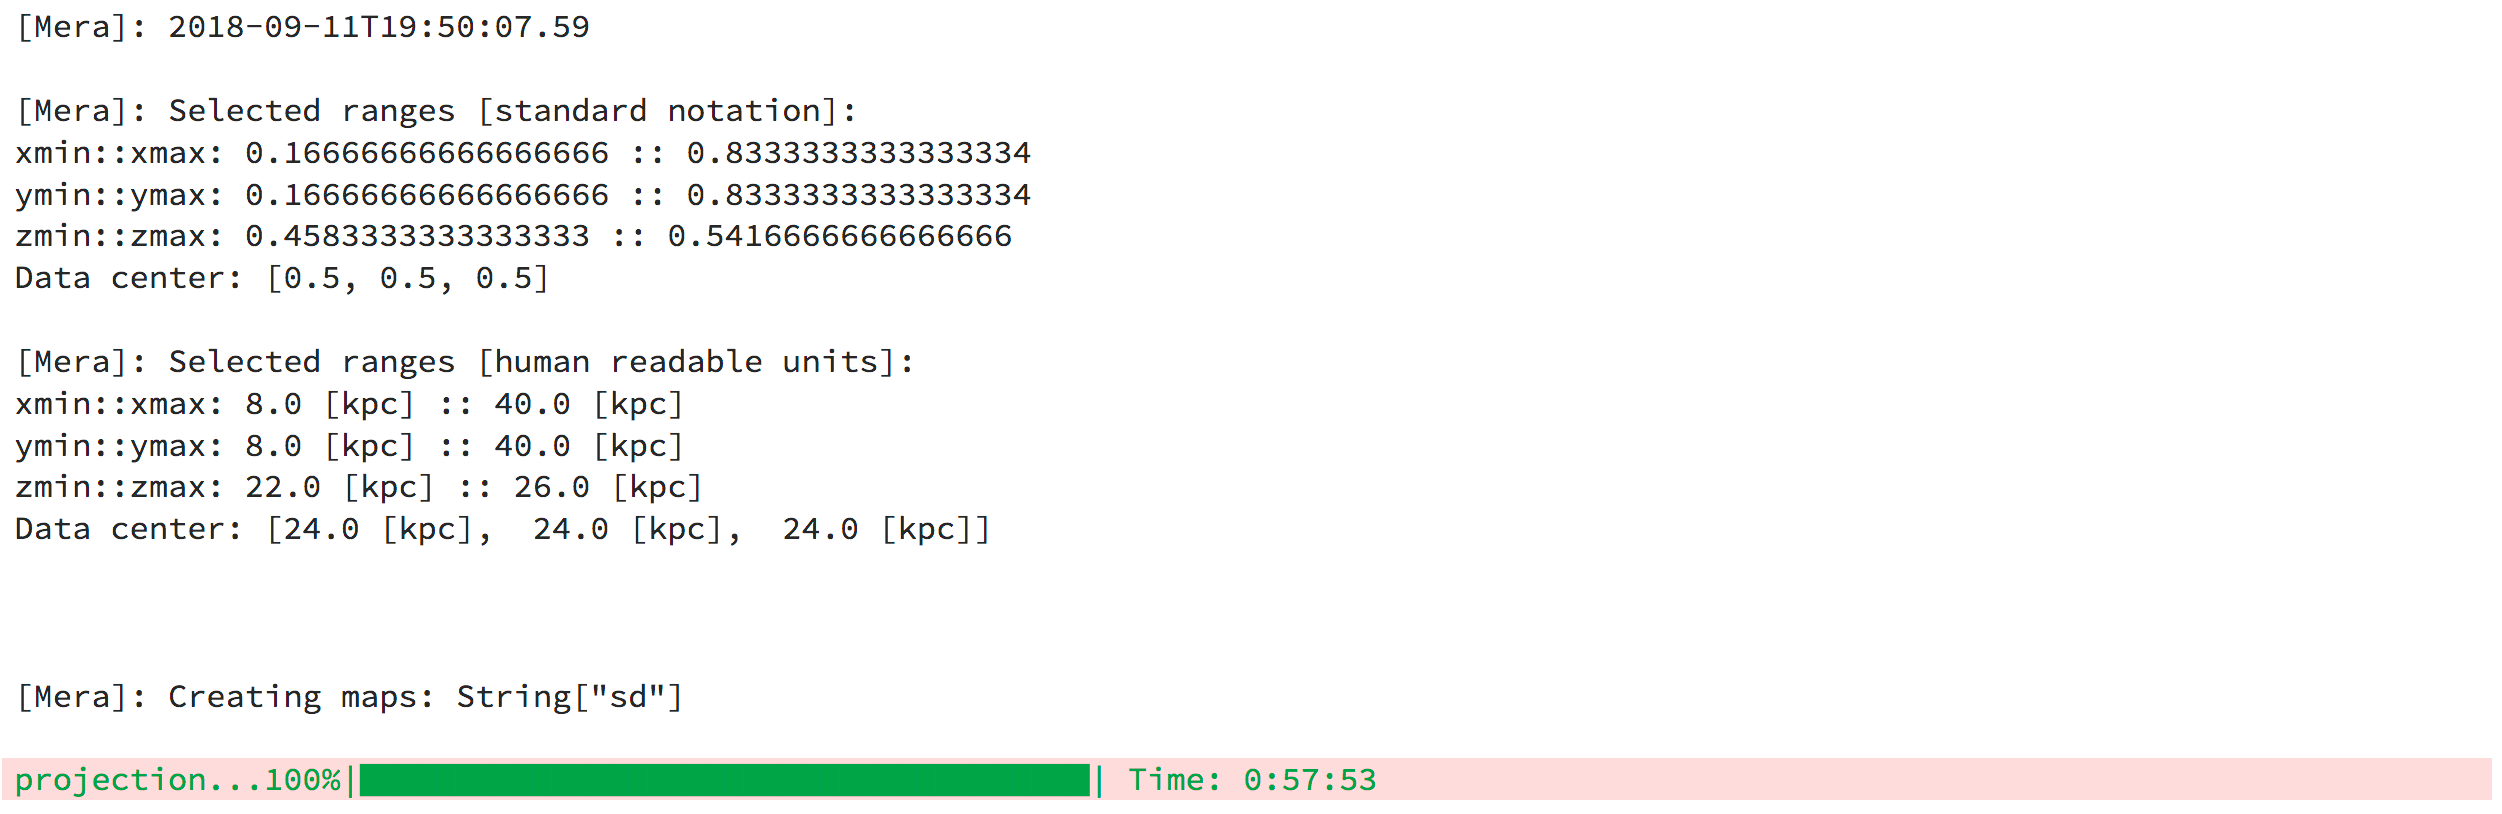 [Mera]: 2018-09-11T19:50:07.59
[Mera]: Selected ranges [standard notation]:
xmin::xmax: 0.16666666666666666 :: 0.8333333333333334
ymin::ymax: 0.16666666666666666 :: 0.8333333333333334
zmin::zmax: 0.4583333333333333 :: 0.5416666666666666
Data center: [0.5, 0.5, 0.5]
[Mera]: Selected ranges [human readable units]:
xmin::xmax: 8.0 [kpc] :: 40.0 [kpc]
ymin::ymax: 8.0 [kpc] :: 40.0 [kpc]
zmin::zmax: 22.0 [kpc] :: 26.0 [kpc]
Data center: [24.0 [kpc],  24.0 [kpc],  24.0 [kpc]]
[Mera]: Creating maps: String["sd"]
projection...100%|██████████████████████████████████████| Time: 0:57:53